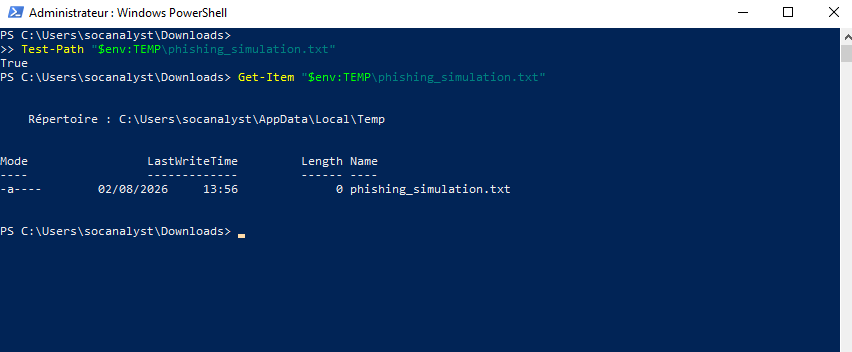 Administrateur : Windows PowerShell
PS C:\Users\socanalyst\Downloads>
>> Test-Path "$env:TEMP\phishing_simulation.txt"
True
PS C:\Users\socanalyst\Downloads> Get-Item "$env:TEMP\phishing_simulation.txt"
    Répertoire : C:\Users\socanalyst\AppData\Local\Temp
Mode                 LastWriteTime         Length Name
----                 -------------         ------ ----
-a----        02/08/2026     13:56              0 phishing_simulation.txt
PS C:\Users\socanalyst\Downloads>